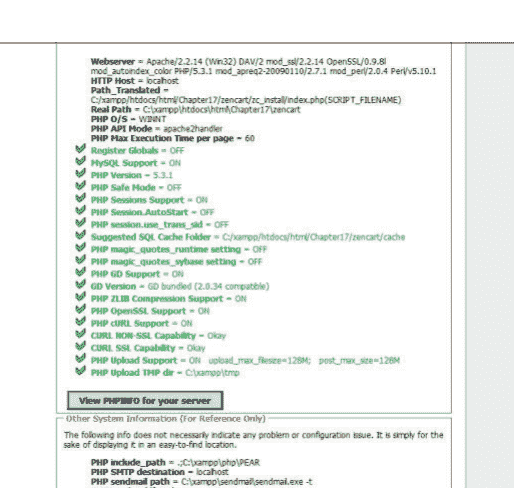 Webserver = Apache/2.2.14 (Win32) DAV/2 mod_ssl/2.2.14 OpenSSL/0.9.8l
mod_autoindex_color PHP/5.3.1 mod_apreq2-20090110/2.7.1 mod_perl/2.0.4 Perl/v5.10.1
HTTP Host = localhost
Path_Translated =
C:/xampp/htdocs/html/Chapter17/zencart/zc_install/index.php(SCRIPT_FILENAME)
Real Path = C:\xampp\htdocs\html\Chapter17\zencart
PHP O/S = WINNT
PHP API Mode = apache2handler
PHP Max Execution Time per page = 60
Register Globals = OFF
MySQL Support = ON
PHP Version = 5.3.1
PHP Safe Mode = OFF
PHP Sessions Support = ON
PHP Session.AutoStart = OFF
PHP session.use_trans_sid = OFF
Suggested SQL Cache Folder = C:/xampp/htdocs/html/Chapter17/zencart/cache
PHP magic_quotes_runtime setting = OFF
PHP magic_quotes_sybase setting = OFF
PHP GD Support = ON
GD Version = GD bundled (2.0.34 compatible)
PHP ZLIB Compression Support = ON
PHP OpenSSL Support = ON
PHP cURL Support = ON
CURL NON-SSL Capability = Okay
CURL SSL Capability = Okay
PHP Upload Support = ON upload_max_filesize=128M; post_max_size=128M
PHP Upload TMP dir = C:\xampp\tmp
View PHPINFO for your server
Other System Information (For Reference Only)
The following info does not necessarily indicate any problem or configuration issue. It is simply for the
sake of displaying it in an easy-to-find location.
PHP include_path = .;C:\xampp\php\PEAR
PHP SMTP destination = localhost
PHP sendmail path = C:\xampp\sendmail\sendmail.exe -t